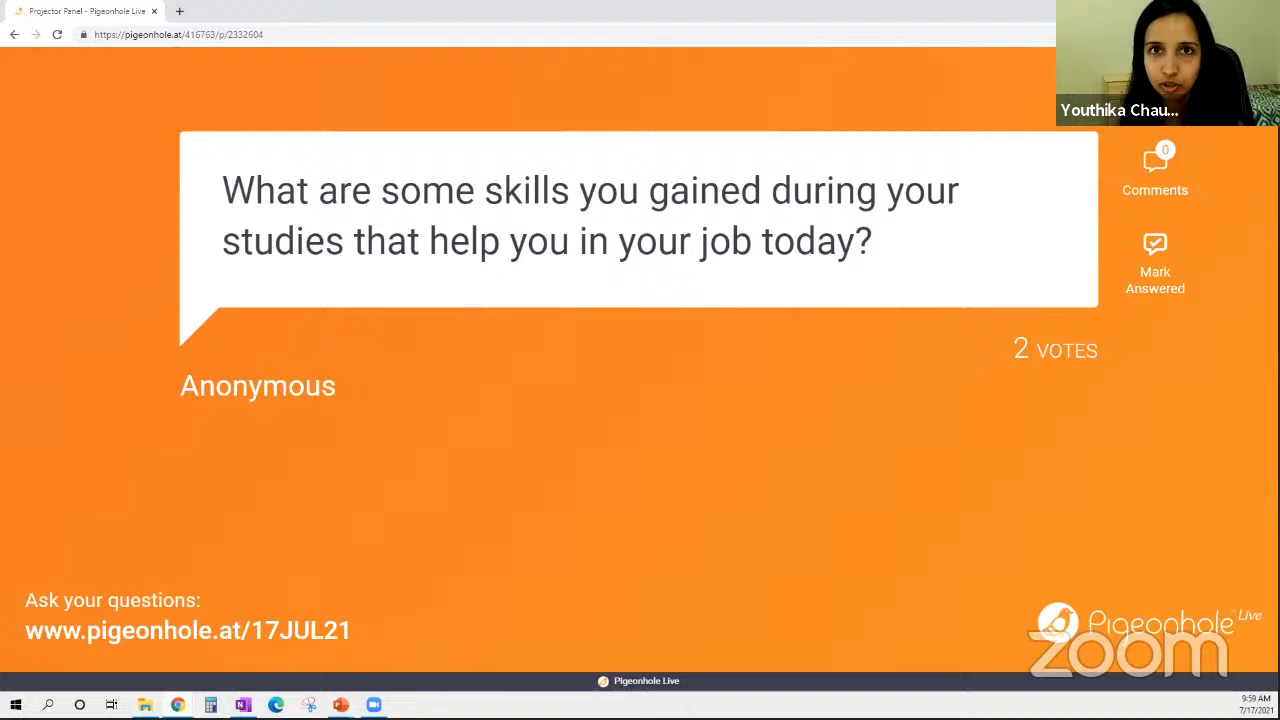 Projector Panel - Pigeonhole Live
https://pigeonhole.at/416763/p/2332604
Youthika Chau...
What are some skills you gained during your
studies that help you in your job today?
0
Comments
Mark
Answered
2 VOTES
Anonymous
Ask your questions:
www.pigeonhole.at/17JUL21
Pigeonhole Live
zoom
Pigeonhole Live
9:59 AM
7/17/2021